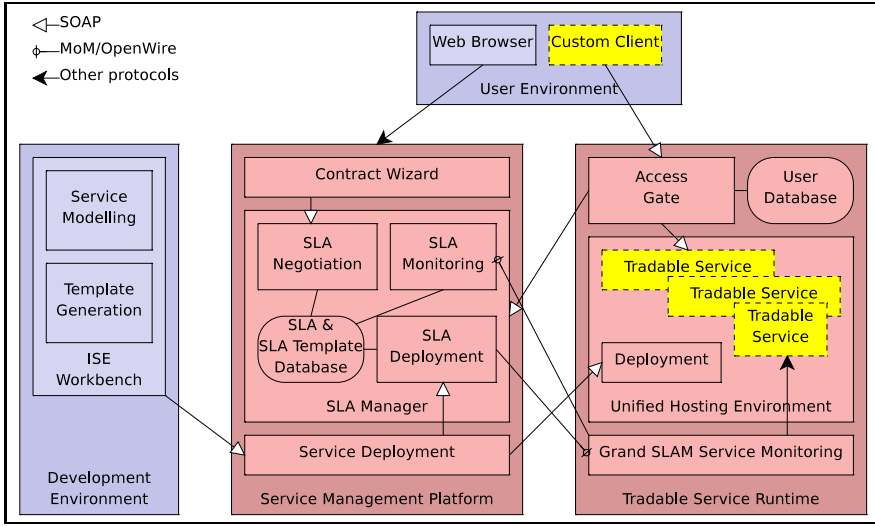 SOAP
MoM/OpenWire
Other protocols
Web Browser
Custom Client
User Environment
Service
Modelling
Template
Generation
ISE
Workbench
Development
Environment
Contract Wizard
SLA
Negotiation
SLA
Monitoring
SLA &
SLA Template
Database
SLA
Deployment
SLA Manager
Service Deployment
Service Management Platform
Access
Gate
User
Database
Tradable Service
Tradable Service
Tradable
Service
Deployment
Unified Hosting Environment
Grand SLAM Service Monitoring
Tradable Service Runtime